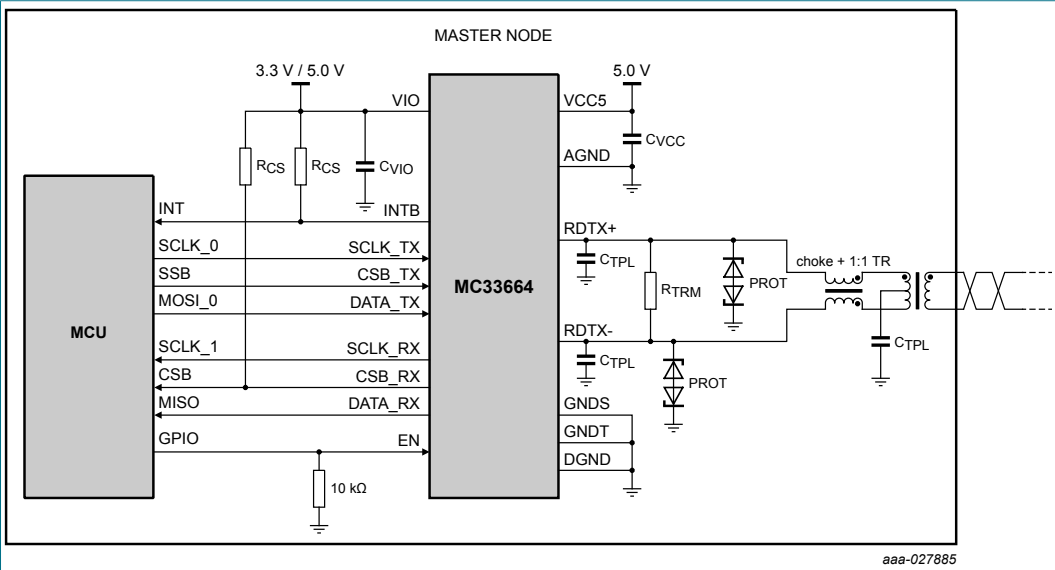 MASTER NODE
3.3 V / 5.0 V
5.0 V
VIO
VCC5
RCS
RCS
CVIO
CVCC
AGND
INT
INTB
RDTX+
SCLK_0
SCLK_TX
CTPL
choke + 1:1 TR
SSB
CSB_TX
MC33664
RTRM
PROT
MOSI_0
DATA_TX
MCU
RDTX-
SCLK_1
SCLK_RX
CTPL
CTPL
CSB
CSB_RX
PROT
MISO
DATA_RX
GNDS
GPIO
EN
GNDT
DGND
10 kΩ
aaa-027885